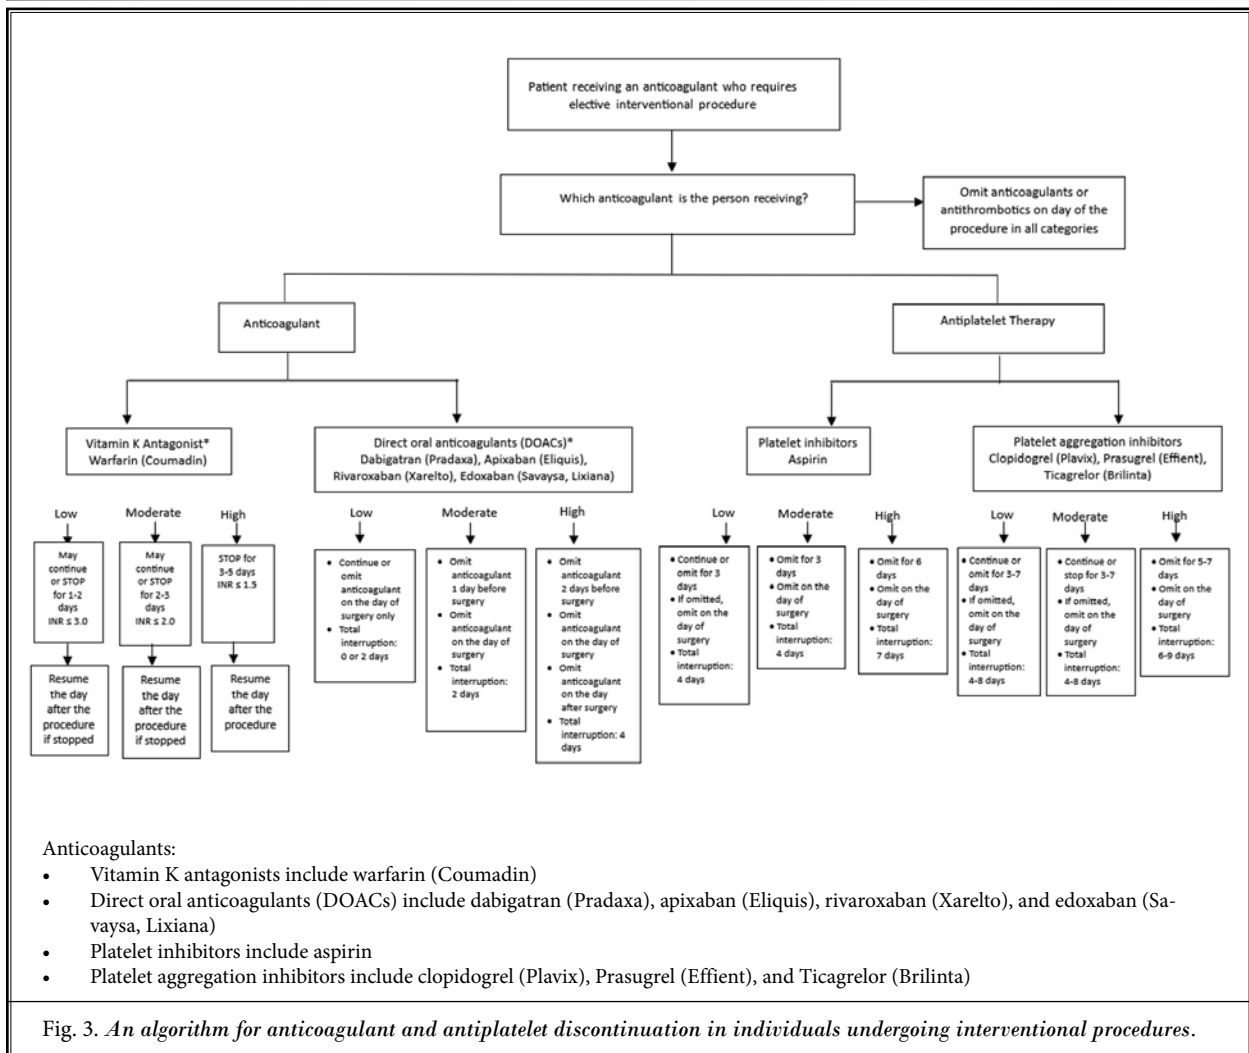 Patient receiving an anticoagulant who requires
elective interventional procedure
Which anticoagulant is the person receiving?
Omit anticoagulants or
antithrombotics on day of the
procedure in all categories
Anticoagulant
Antiplatelet Therapy
Vitamin K Antagonist*
Warfarin (Coumadin)
Direct oral anticoagulants (DOACs)*
Dabigatran (Pradaxa), Apixaban (Eliquis),
Rivaroxaban (Xarelto), Edoxaban (Savaysa, Lixiana)
Platelet inhibitors
Aspirin
Platelet aggregation inhibitors
Clopidogrel (Plavix), Prasugrel (Effient),
Ticagrelor (Brilinta)
Low
May
continue
or STOP
for 1-2
days
INR ≤ 3.0
Resume
the day
after the
procedure
if stopped
Moderate
May
continue
or STOP
for 2-3
days
INR ≤ 2.0
Resume
the day
after the
procedure
if stopped
High
STOP for
3-5 days
INR ≤ 1.5
Resume
the day
after the
procedure
Low
• Continue or
omit
anticoagulant
on the day of
surgery only
• Total
interruption:
0 or 2 days
Moderate
• Omit
anticoagulant
1 day before
surgery
• Omit
anticoagulant
on the day of
surgery
• Total
interruption:
2 days
High
• Omit
anticoagulant
2 days before
surgery
• Omit
anticoagulant
on the day of
surgery
• Omit
anticoagulant
on the day
after surgery
• Total
interruption: 4
days
Low
• Continue or
omit for 3
days
• If omitted,
omit on the
day of
surgery
• Total
interruption:
4 days
Moderate
• Omit for 3
days
• Omit on the
day of
surgery
• Total
interruption:
4 days
High
• Omit for 6
days
• Omit on the
day of
surgery
• Total
interruption:
7 days
Low
• Continue or
omit for 3-7
days
• If omitted,
omit on the
day of
surgery
• Total
interruption:
4-8 days
Moderate
• Continue or
stop for 3-7
days
• If omitted,
omit on the
day of
surgery
• Total
interruption:
4-8 days
High
• Omit for 5-7
days
• Omit on the
day of
surgery
• Total
interruption:
6-9 days
Anticoagulants:
• Vitamin K antagonists include warfarin (Coumadin)
• Direct oral anticoagulants (DOACs) include dabigatran (Pradaxa), apixaban (Eliquis), rivaroxaban (Xarelto), and edoxaban (Sa-
vaysa, Lixiana)
• Platelet inhibitors include aspirin
• Platelet aggregation inhibitors include clopidogrel (Plavix), Prasugrel (Effient), and Ticagrelor (Brilinta)
Fig. 3. An algorithm for anticoagulant and antiplatelet discontinuation in individuals undergoing interventional procedures.